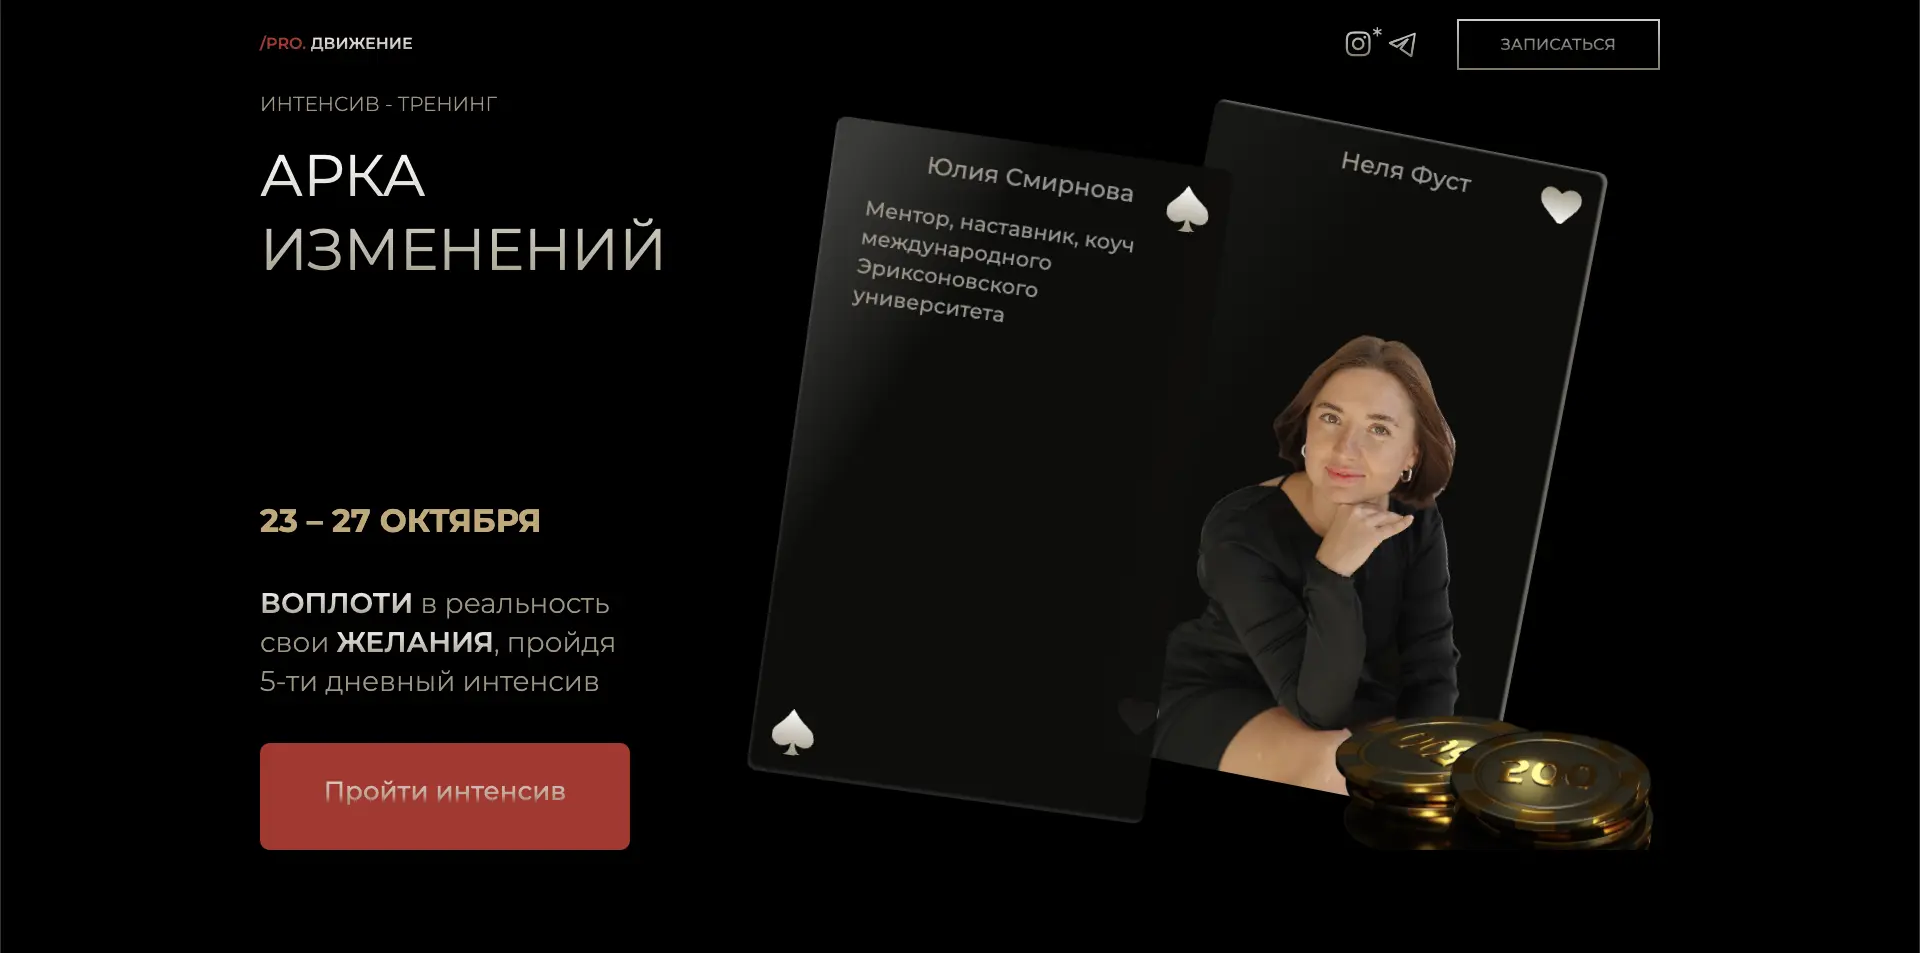 /PRO. ДВИЖЕНИЕ
*
ЗАПИСАТЬСЯ
ИНТЕНСИВ - ТРЕНИНГ
АРКА
ИЗМЕНЕНИЙ
23 – 27 ОКТЯБРЯ
ВОПЛОТИ в реальность
свои ЖЕЛАНИЯ, пройдя
5-ти дневный интенсив
Пройти интенсив
Юлия Смирнова
Ментор, наставник, коуч
международного
Эриксоновского
университета
Неля Фуст
200